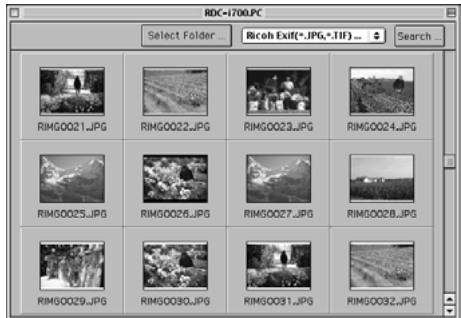 RDC-i700.PC
Select Folder ... Ricoh Exif(*.JPG,*.TIF) ... Search ...
RIMG0021.JPG RIMG0022.JPG RIMG0023.JPG RIMG0024.JPG
RIMG0025.JPG RIMG0026.JPG RIMG0027.JPG RIMG0028.JPG
RIMG0029.JPG RIMG0030.JPG RIMG0031.JPG RIMG0032.JPG